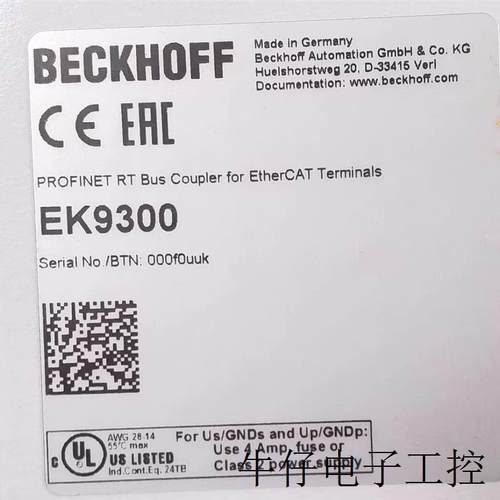 BECKHOFF
Made in Germany
Beckhoff Automation GmbH & Co. KG
Huelshorstweg 20, D-33415 Verl
Documentation: www.beckhoff.com
CE EAC
PROFINET RT Bus Coupler for EtherCAT Terminals
EK9300
Serial No./BTN: 000f0uuk
C UL US LISTED
AWG 28-14
55°C max
Ind.Cont.Eq. 24TB
For Us/GNDs and Up/GNDp:
Use 4 Amp. fuse or
Class 2 power supply
牛仔电子工控